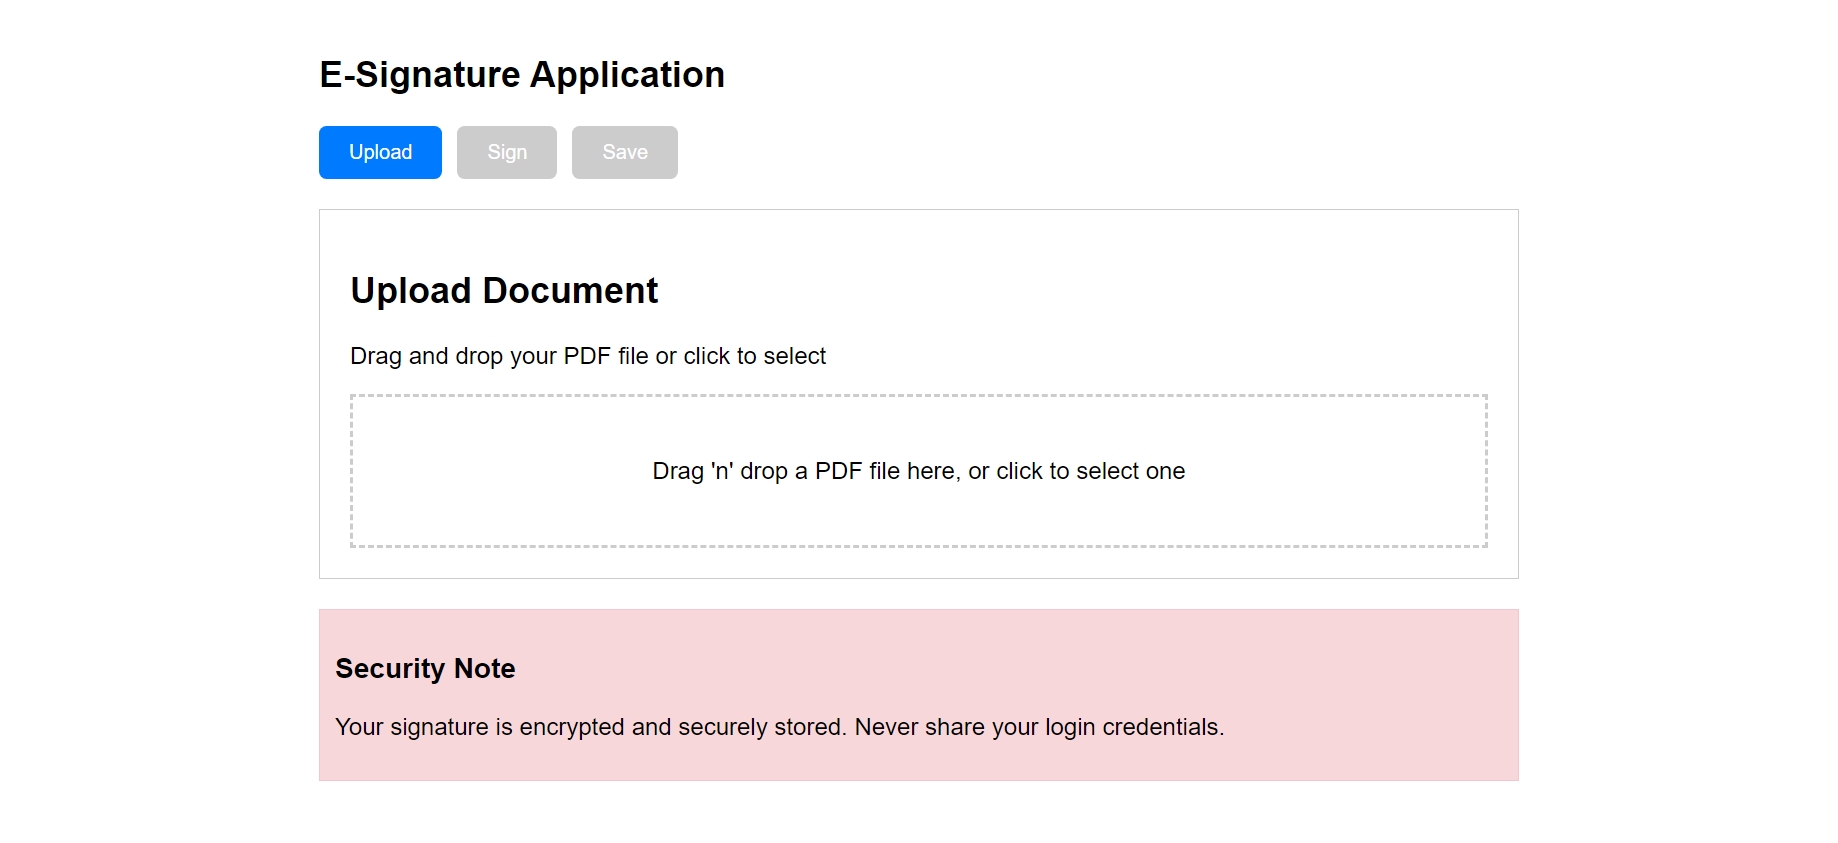 E-Signature Application
Upload Sign Save
Upload Document
Drag and drop your PDF file or click to select
Drag 'n' drop a PDF file here, or click to select one
Security Note
Your signature is encrypted and securely stored. Never share your login credentials.